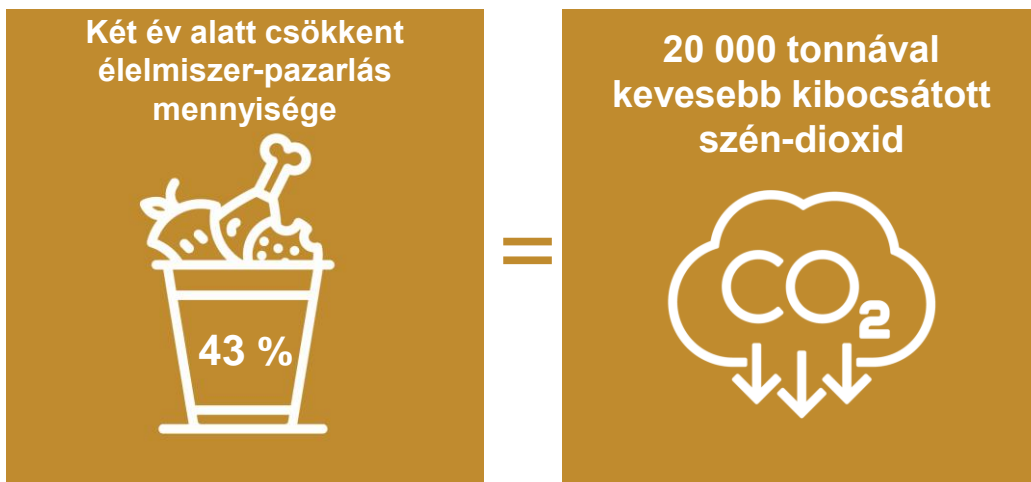 Két év alatt csökkent
élelmiszer-pazarlás
mennyisége
43 %
=
20 000 tonnával
kevesebb kibocsátott
szén-dioxid
CO₂